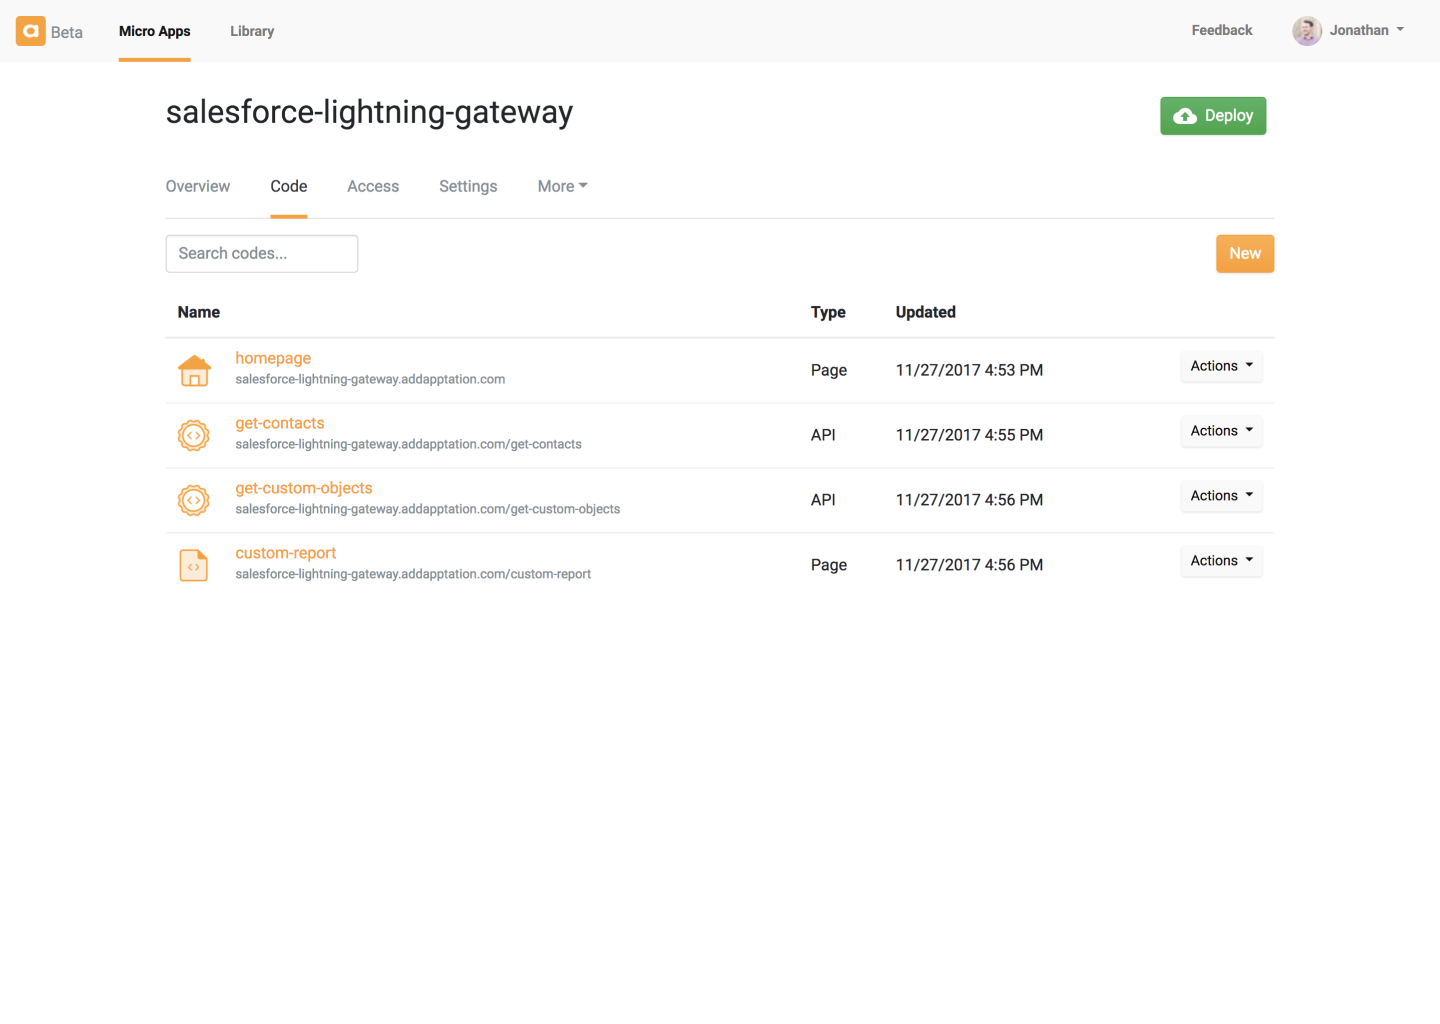 a Beta
Micro Apps
Library
Feedback
Jonathan
salesforce-lightning-gateway
Deploy
Overview
Code
Access
Settings
More
Search codes...
New
Name
Type
Updated
homepage
salesforce-lightning-gateway.addapptation.com
Page
11/27/2017 4:53 PM
Actions
get-contacts
salesforce-lightning-gateway.addapptation.com/get-contacts
API
11/27/2017 4:55 PM
Actions
get-custom-objects
salesforce-lightning-gateway.addapptation.com/get-custom-objects
API
11/27/2017 4:56 PM
Actions
custom-report
salesforce-lightning-gateway.addapptation.com/custom-report
Page
11/27/2017 4:56 PM
Actions